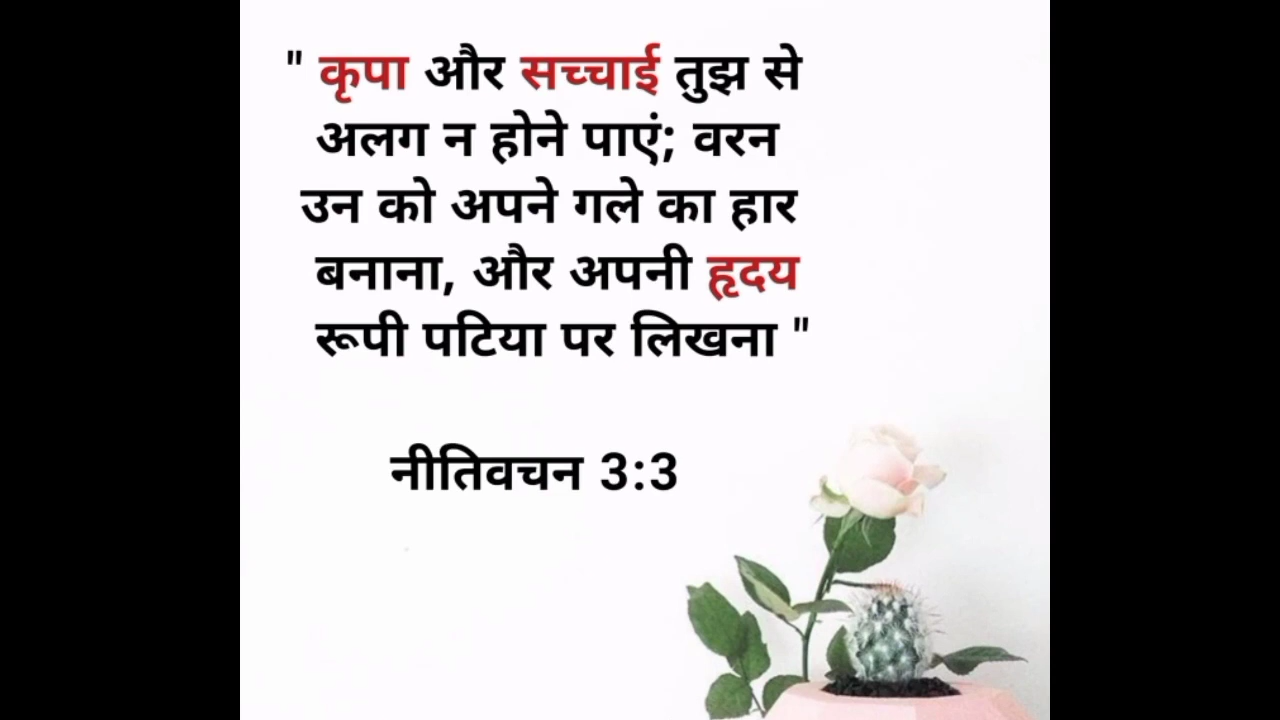 " कृपा और सच्चाई तुझ से
अलग न होने पाएं; वरन
उन को अपने गले का हार
बनाना, और अपनी हृदय
रूपी पटिया पर लिखना "
नीतिवचन 3:3